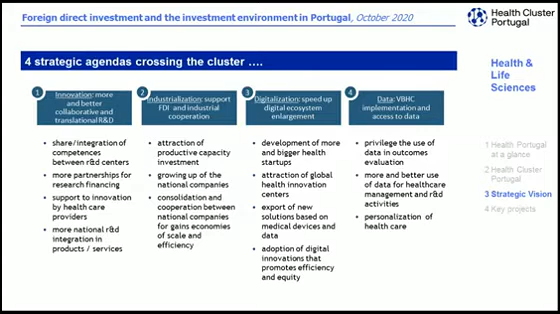 Foreign direct investment and the investment environment in Portugal, October 2020
Health Cluster
Portugal
4 strategic agendas crossing the cluster ....
Health &
Life
Sciences
1
Innovation: more
and better
collaborative and
translational R&D
2
Industrialization: support
FDI and industrial
cooperation
3
Digitalization: speed up
digital ecosystem
enlargement
4
Data: VBHC
implementation and
access to data
• share/integration of
competences
between r&d centers
• more partnerships for
research financing
• support to innovation
by health care
providers
• more national r&d
integration in
products / services
• attraction of
productive capacity
investment
• growing up of the
national companies
• consolidation and
cooperation between
national companies
for gains economies
of scale and
efficiency
• development of more
and bigger health
startups
• attraction of global
health innovation
centers
• export of new
solutions based on
medical devices and
data
• adoption of digital
innovations that
promotes efficiency
and equity
• privilege the use of
data in outcomes
evaluation
• more and better use
of data for healthcare
management and r&d
activities
• personalization of
health care
1 Health Portugal
at a glance
2 Health Cluster
Portugal
3 Strategic Vision
4 Key projects